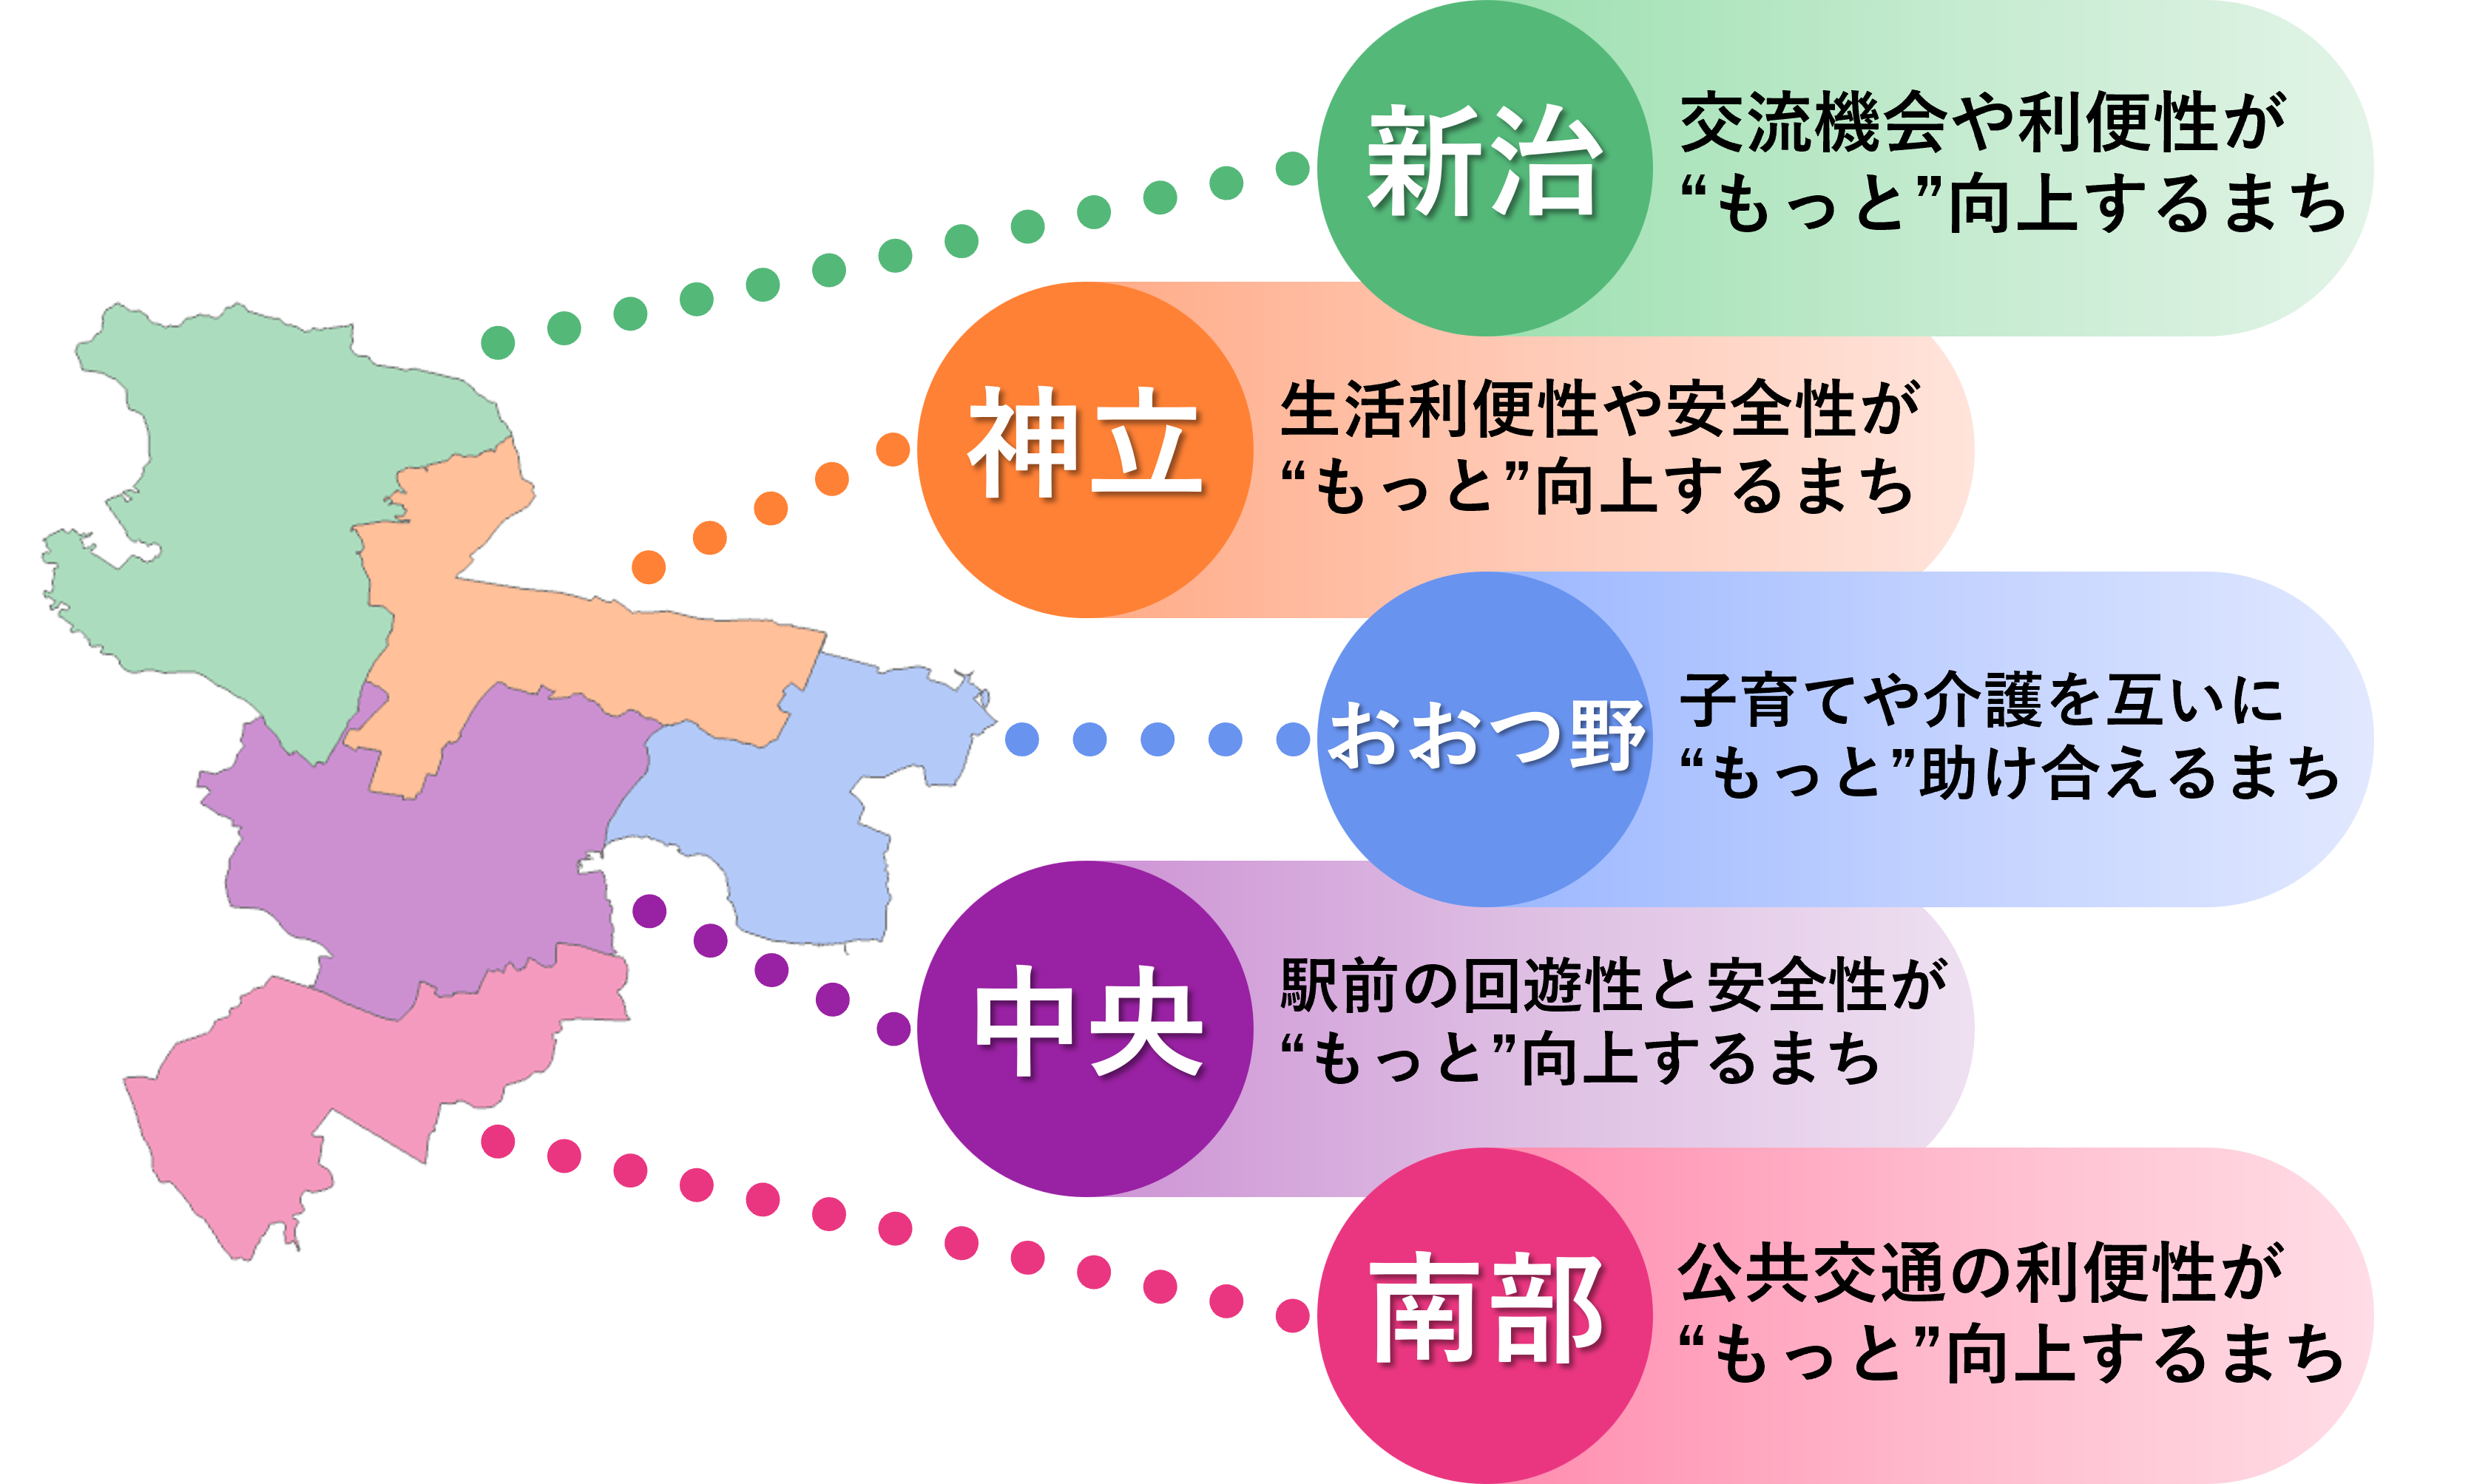 新治
交流機会や利便性が
“もっと”向上するまち
神立
生活利便性や安全性が
“もっと”向上するまち
おおつ野
子育てや介護を互いに
“もっと”助け合えるまち
中央
駅前の回遊性と安全性が
“もっと”向上するまち
南部
公共交通の利便性が
“もっと”向上するまち